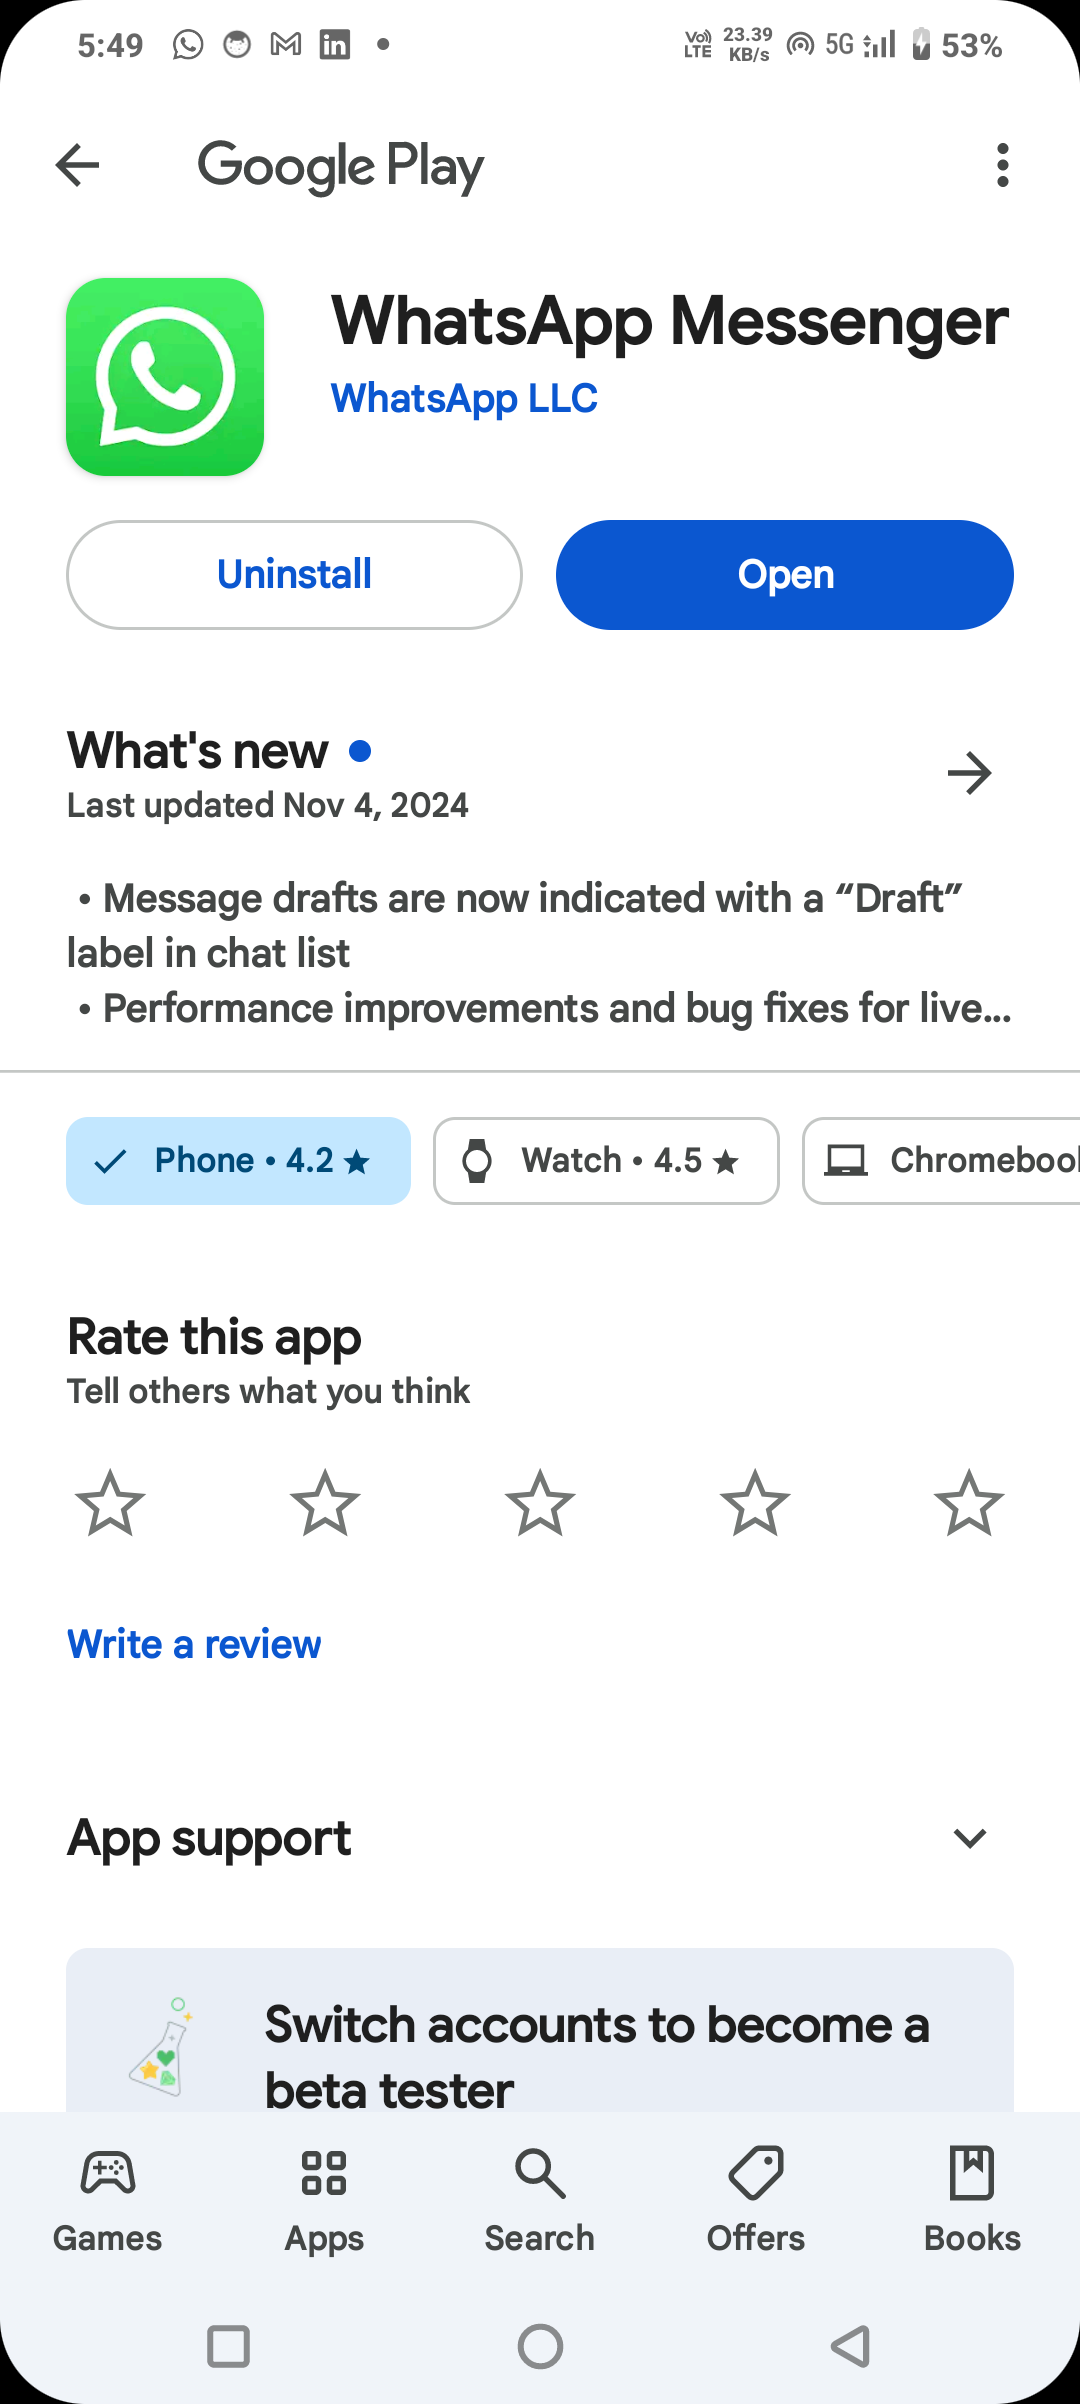 5:49
Vo))
LTE
23.39
KB/s
5G
53%
Google Play
WhatsApp Messenger
WhatsApp LLC
Uninstall
Open
What's new
Last updated Nov 4, 2024
• Message drafts are now indicated with a “Draft”
label in chat list
• Performance improvements and bug fixes for live...
Phone • 4.2 ★
Watch • 4.5 ★
Rate this app
Tell others what you think
Write a review
App support
Switch accounts to become a
beta tester
Games
Apps
Search
Offers
Books